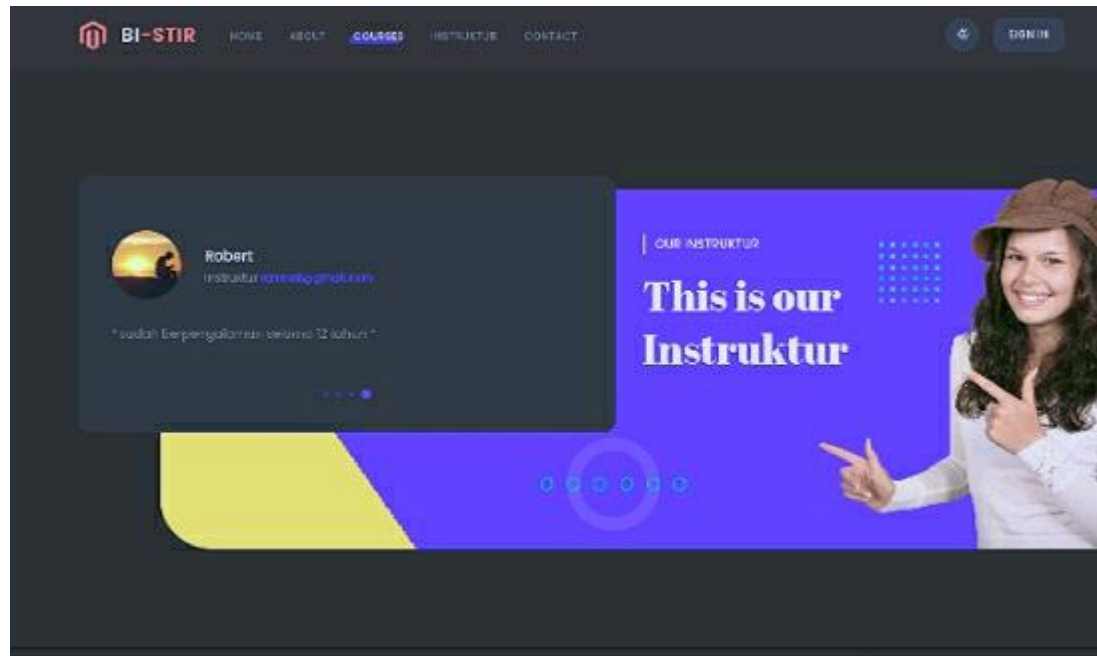 BI-STIR HOME ABOUT COURSES INSTRUKTUR CONTACT SIGN IN
Robert
instruktur
" sudah berpengalaman selama 12 tahun "
OUR INSTRUKTUR
This is our
Instruktur